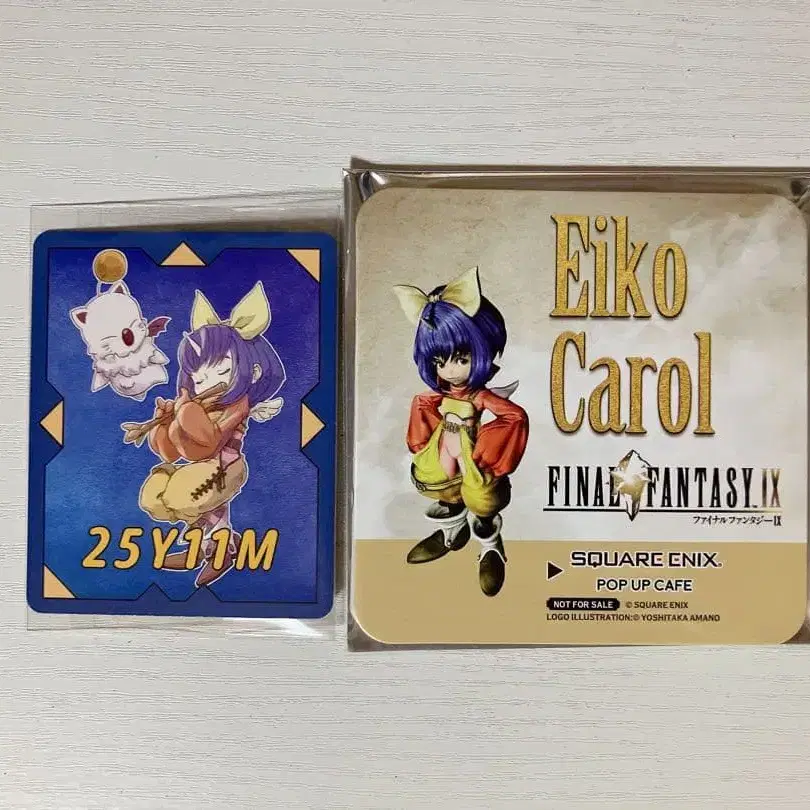 25Y11M
Eiko
Carol
FINAL FANTASY IX
ファイナルファンタジーIX
SQUARE ENIX.
POP UP CAFE
NOT FOR SALE © SQUARE ENIX
LOGO ILLUSTRATION:© YOSHITAKA AMANO